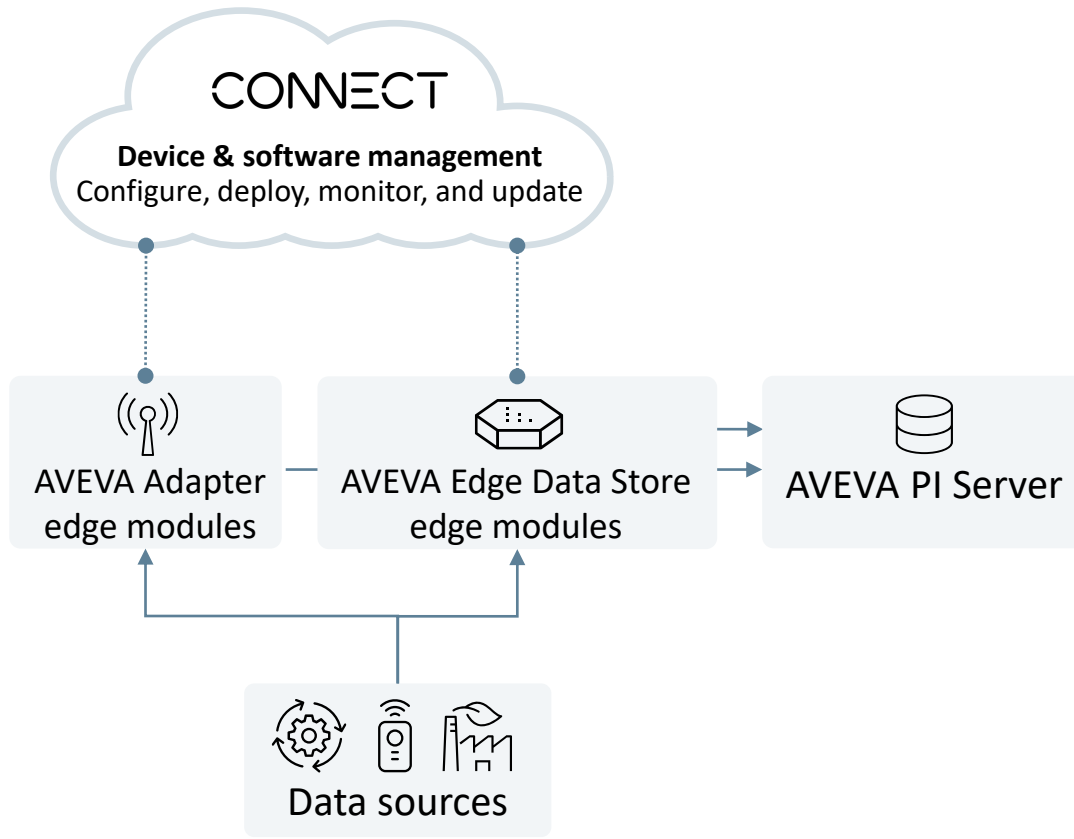 CONNECT
Device & software management
Configure, deploy, monitor, and update
AVEVA Adapter
edge modules
AVEVA Edge Data Store
edge modules
AVEVA PI Server
Data sources